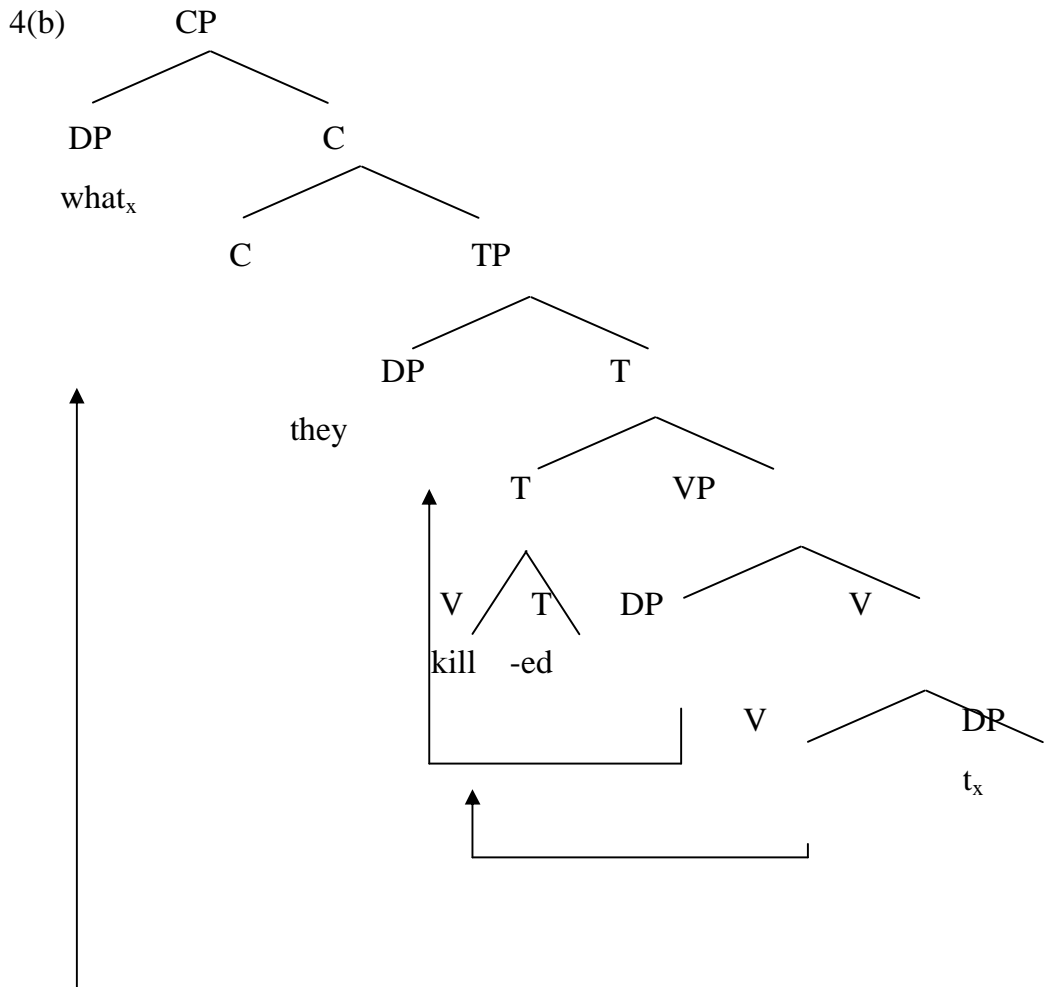 4(b) CP
DP C
what_x
C TP
DP T
they
T VP
V T DP V
kill -ed
V DP
t_x